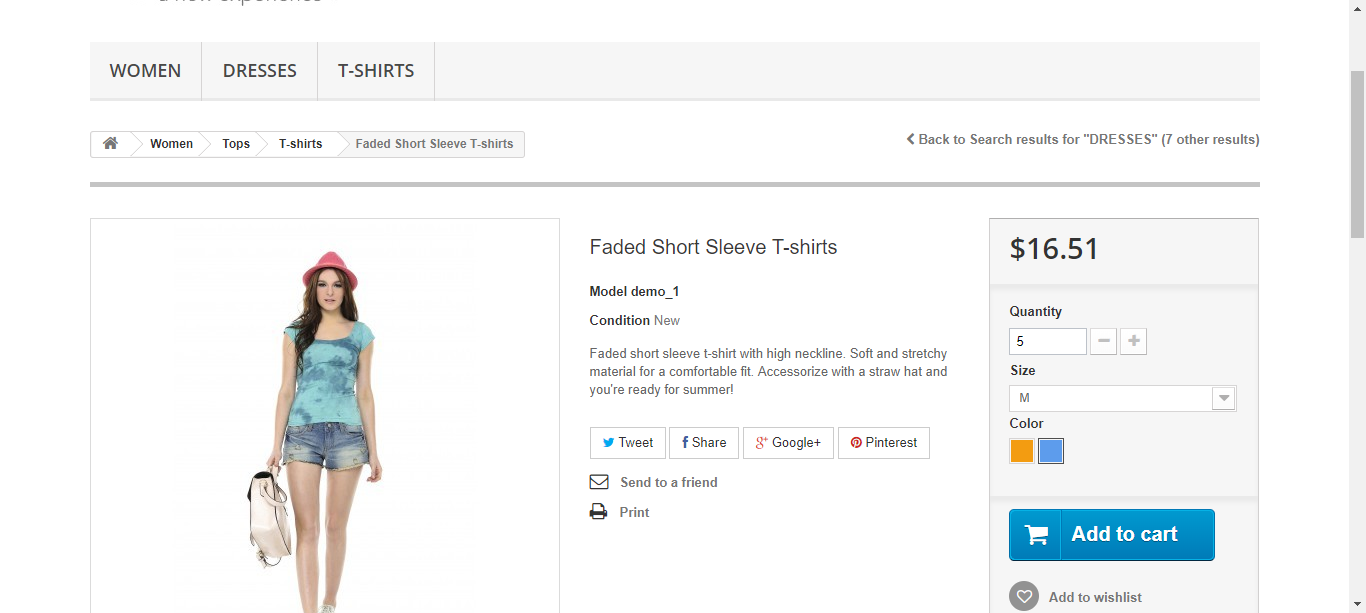 a new experience
WOMEN
DRESSES
T-SHIRTS
Women
Tops
T-shirts
Faded Short Sleeve T-shirts
Back to Search results for "DRESSES" (7 other results)
Faded Short Sleeve T-shirts
Model demo_1
Condition New
Faded short sleeve t-shirt with high neckline. Soft and stretchy
material for a comfortable fit. Accessorize with a straw hat and
you're ready for summer!
Tweet
Share
Google+
Pinterest
Send to a friend
Print
$16.51
Quantity
5
Size
M
Color
Add to cart
Add to wishlist